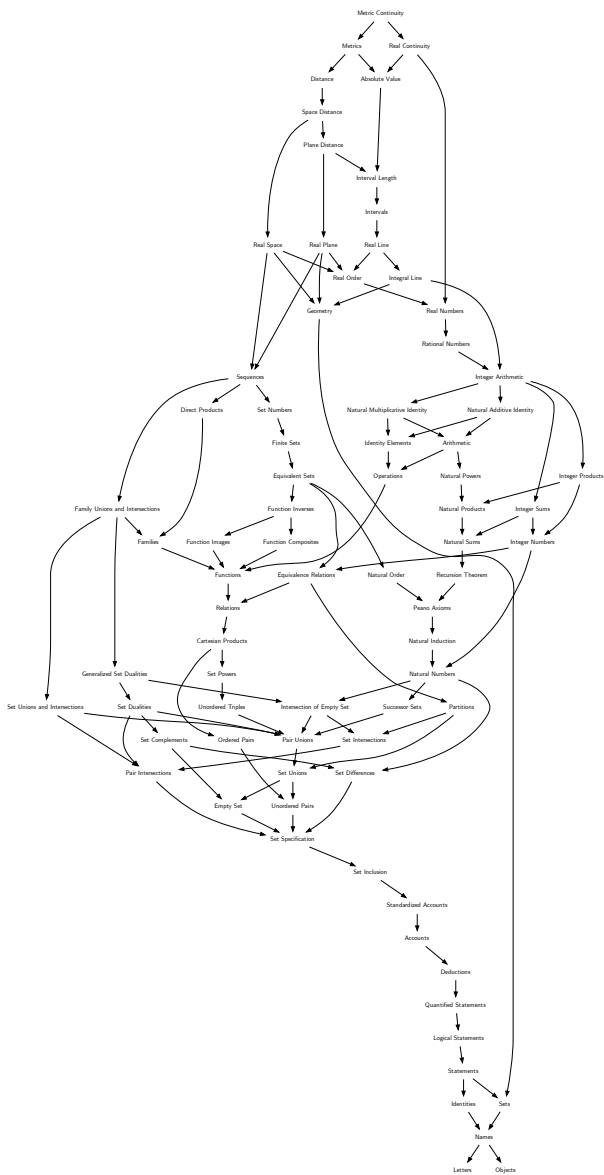 Metric Continuity
Metrics Real Continuity
Distance Absolute Value
Space Distance
Plane Distance
Interval Length
Intervals
Real Space Real Plane Real Line
Real Order Integral Line
Geometry Real Numbers
Rational Numbers
Sequences Integer Arithmetic
Direct Products Set Numbers Natural Multiplicative Identity Natural Additive Identity
Finite Sets Identity Elements Arithmetic
Equivalent Sets Operations Natural Powers Integer Products
Family Unions and Intersections Function Inverses Natural Products Integer Sums
Families Function Images Function Composites Natural Sums Integer Numbers
Functions Equivalence Relations Natural Order Recursion Theorem
Relations Peano Axioms
Cartesian Products Natural Induction
Generalized Set Dualities Set Powers Natural Numbers
Set Unions and Intersections Set Dualities Unordered Triples Intersection of Empty Set Successor Sets Partitions
Set Complements Ordered Pairs Pair Unions Set Intersections
Pair Intersections Set Unions Set Differences
Empty Set Unordered Pairs
Set Specification
Set Inclusion
Standardized Accounts
Accounts
Deductions
Quantified Statements
Logical Statements
Statements
Identities Sets
Names
Letters Objects